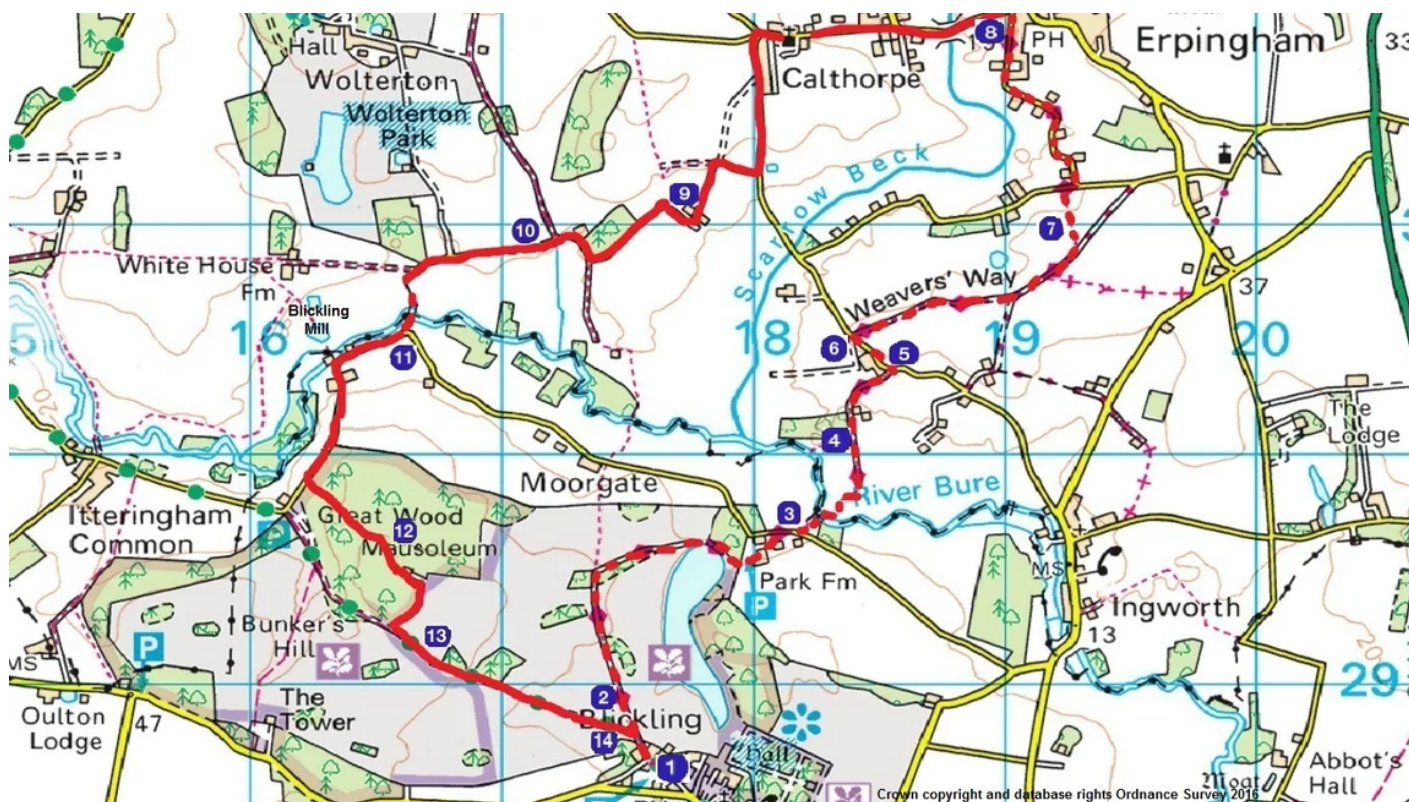 8
PH
Erpingham
33
Hall
Wolterton
Calthorpe
Wolterton
Park
Scarrow Beck
9
10
7
White House
Fm
Weavers' Way
37
Blickling
Mill
5
16
18
19
20
11
6
5
20
The
Lodge
4
Moorgate
River Bure
3
Itteringham
Common
P
Great Wood
12
Mausoleum
Park Fm
P
MS
Ingworth
13
Bunker's
Hill
13
P
MS
29
Oulton
Lodge
47
The
Tower
2
Blickling
14
1
Hall
Moat
Abbot's
Hall
Crown copyright and database rights Ordnance Survey 2016